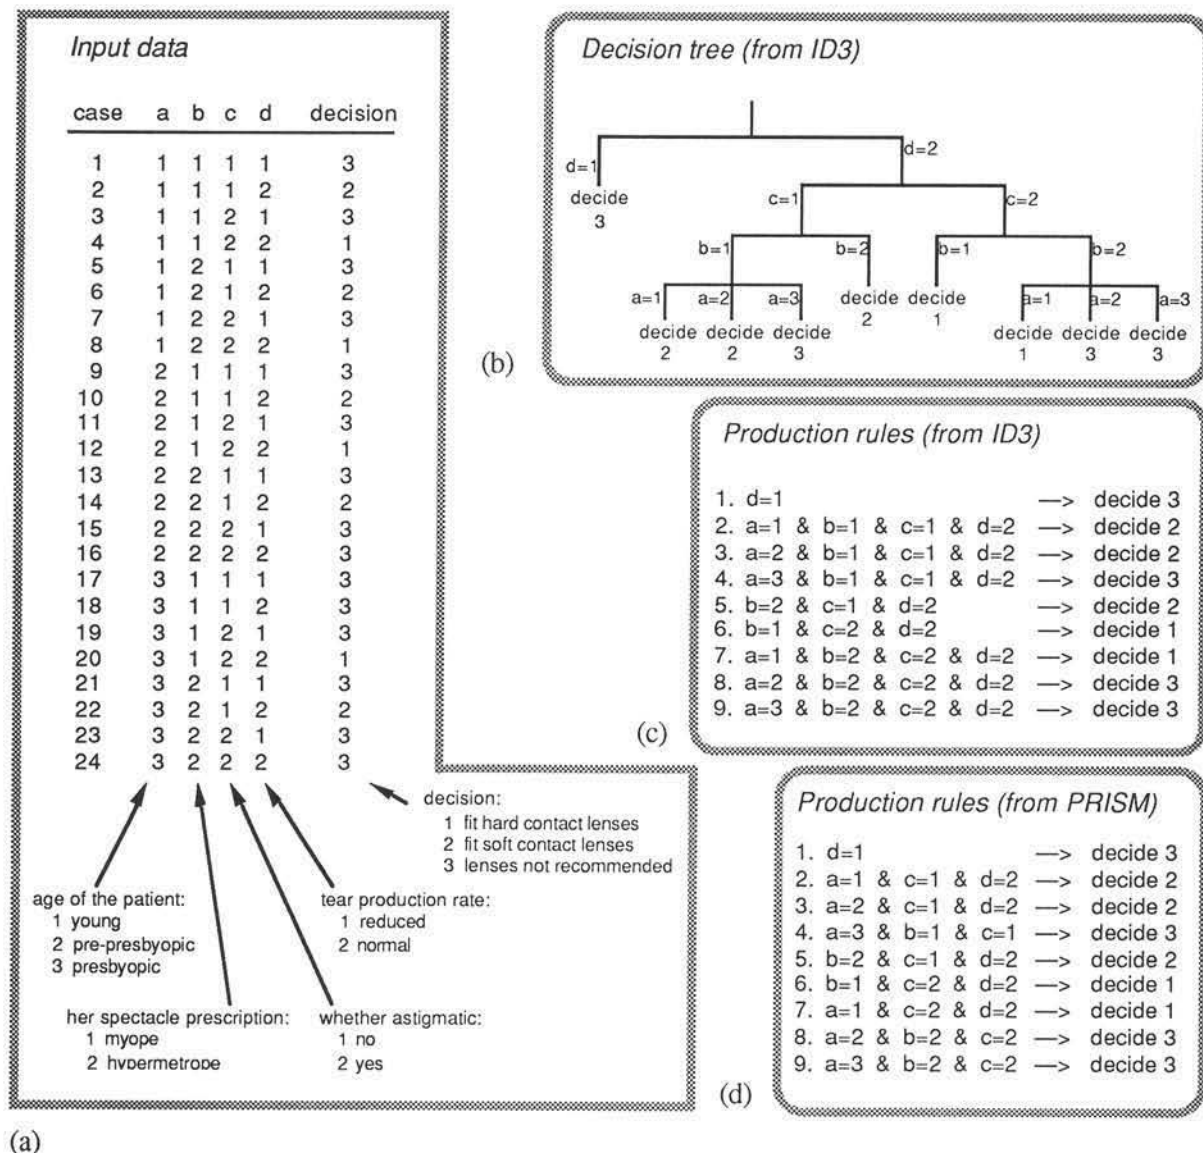 Input data
case a b c d decision
1 1 1 1 1 3
2 1 1 1 2 2
3 1 1 2 1 3
4 1 1 2 2 1
5 1 2 1 1 3
6 1 2 1 2 2
7 1 2 2 1 3
8 1 2 2 2 1
9 2 1 1 1 3
10 2 1 1 2 2
11 2 1 2 1 3
12 2 1 2 2 1
13 2 2 1 1 3
14 2 2 1 2 2
15 2 2 2 1 3
16 2 2 2 2 3
17 3 1 1 1 3
18 3 1 1 2 3
19 3 1 2 1 3
20 3 1 2 2 1
21 3 2 1 1 3
22 3 2 1 2 2
23 3 2 2 1 3
24 3 2 2 2 3
decision:
1 fit hard contact lenses
2 fit soft contact lenses
3 lenses not recommended
age of the patient:
1 young
2 pre-presbyopic
3 presbyopic
tear production rate:
1 reduced
2 normal
her spectacle prescription:
1 myope
2 hypermetrope
whether astigmatic:
1 no
2 yes
(a)
Decision tree (from ID3)
d=1 d=2
decide
3
c=1 c=2
b=1 b=2 b=1 b=2
a=1 a=2 a=3 decide decide a=1 a=2 a=3
2 1
decide decide decide decide decide decide
2 2 3 1 3 3
(b)
Production rules (from ID3)
1. d=1 —> decide 3
2. a=1 & b=1 & c=1 & d=2 —> decide 2
3. a=2 & b=1 & c=1 & d=2 —> decide 2
4. a=3 & b=1 & c=1 & d=2 —> decide 3
5. b=2 & c=1 & d=2 —> decide 2
6. b=1 & c=2 & d=2 —> decide 1
7. a=1 & b=2 & c=2 & d=2 —> decide 1
8. a=2 & b=2 & c=2 & d=2 —> decide 3
9. a=3 & b=2 & c=2 & d=2 —> decide 3
(c)
Production rules (from PRISM)
1. d=1 —> decide 3
2. a=1 & c=1 & d=2 —> decide 2
3. a=2 & c=1 & d=2 —> decide 2
4. a=3 & b=1 & c=1 —> decide 3
5. b=2 & c=1 & d=2 —> decide 2
6. b=1 & c=2 & d=2 —> decide 1
7. a=1 & c=2 & d=2 —> decide 1
8. a=2 & b=2 & c=2 —> decide 3
9. a=3 & b=2 & c=2 —> decide 3
(d)